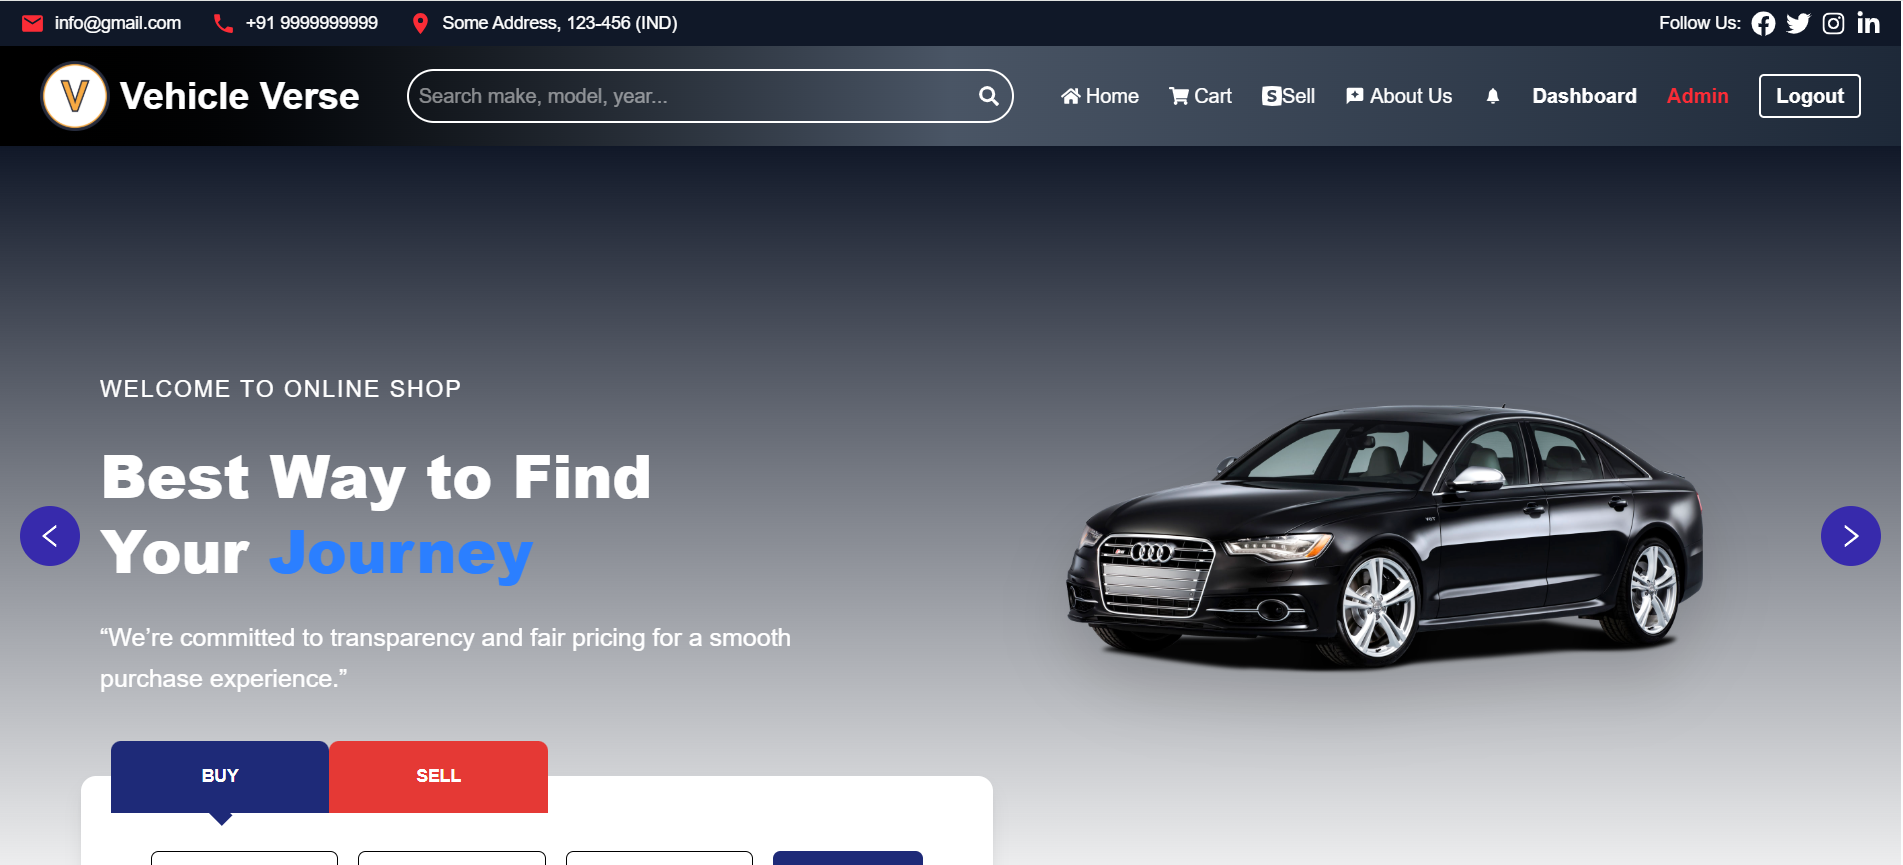 info@gmail.com +91 9999999999 Some Address, 123-456 (IND) Follow Us:
V Vehicle Verse Search make, model, year... Home Cart S Sell About Us Dashboard Admin Logout
WELCOME TO ONLINE SHOP
Best Way to Find
Your Journey
“We’re committed to transparency and fair pricing for a smooth
purchase experience.”
BUY SELL